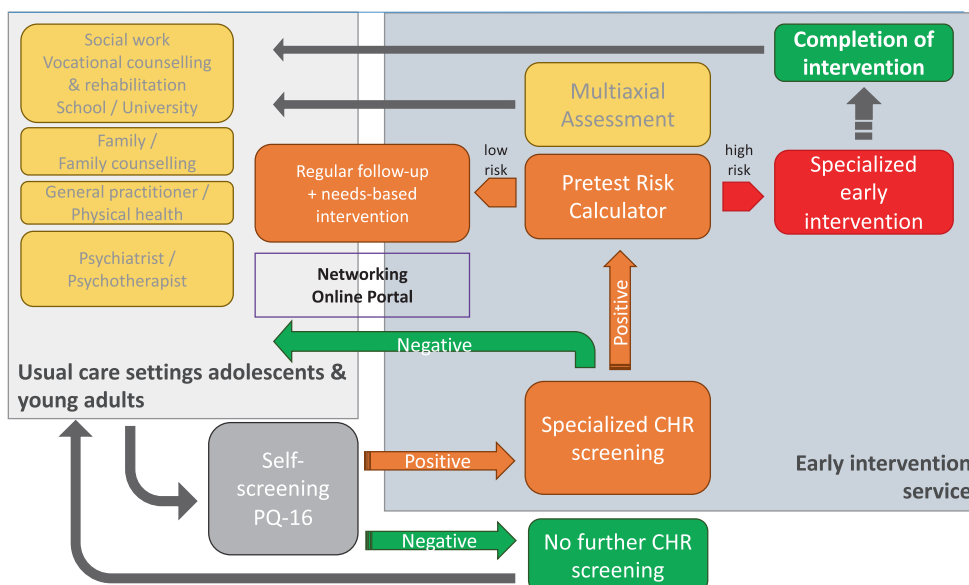 Social work
Vocational counselling
& rehabilitation
School / University
Family /
Family counselling
General practitioner /
Physical health
Psychiatrist /
Psychotherapist
Usual care settings adolescents &
young adults
Completion of
intervention
Multiaxial
Assessment
low
risk
Regular follow-up
+ needs-based
intervention
Pretest Risk
Calculator
high
risk
Specialized
early
intervention
Networking
Online Portal
Positive
Negative
Specialized CHR
screening
Early intervention
service
Self-
screening
PQ-16
Positive
Negative
No further CHR
screening